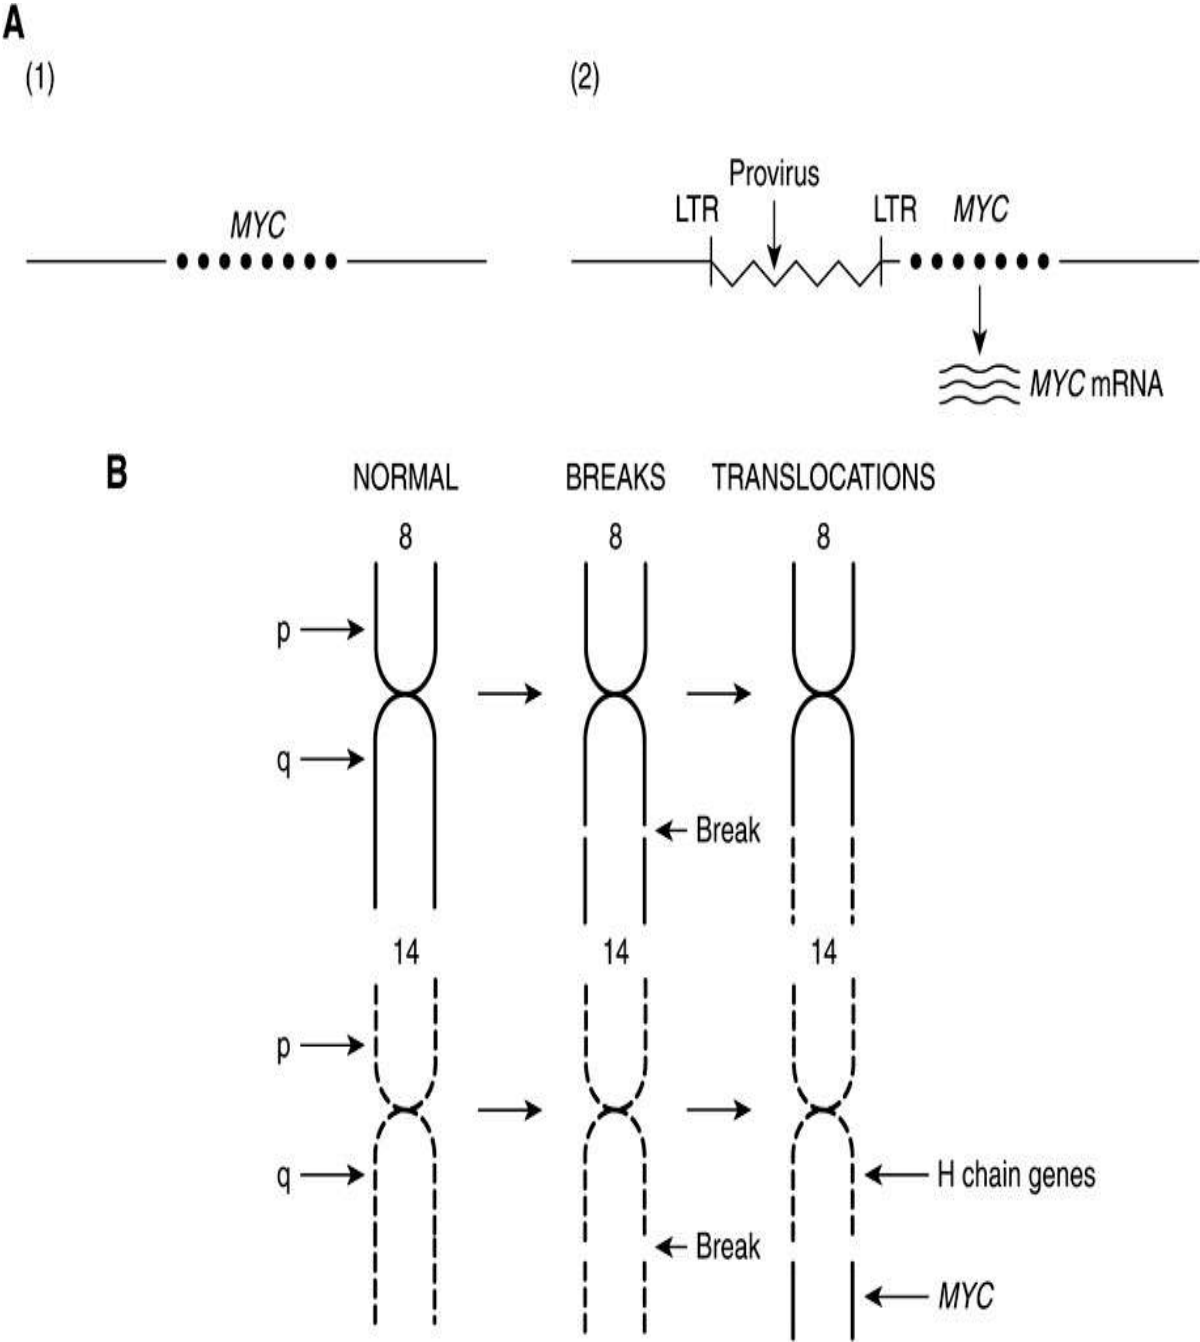 A
(1)
(2)
MYC
Provirus
LTR
LTR
MYC
MYC mRNA
B
NORMAL
BREAKS
TRANSLOCATIONS
8
8
8
p
q
Break
14
14
14
p
q
H chain genes
Break
MYC